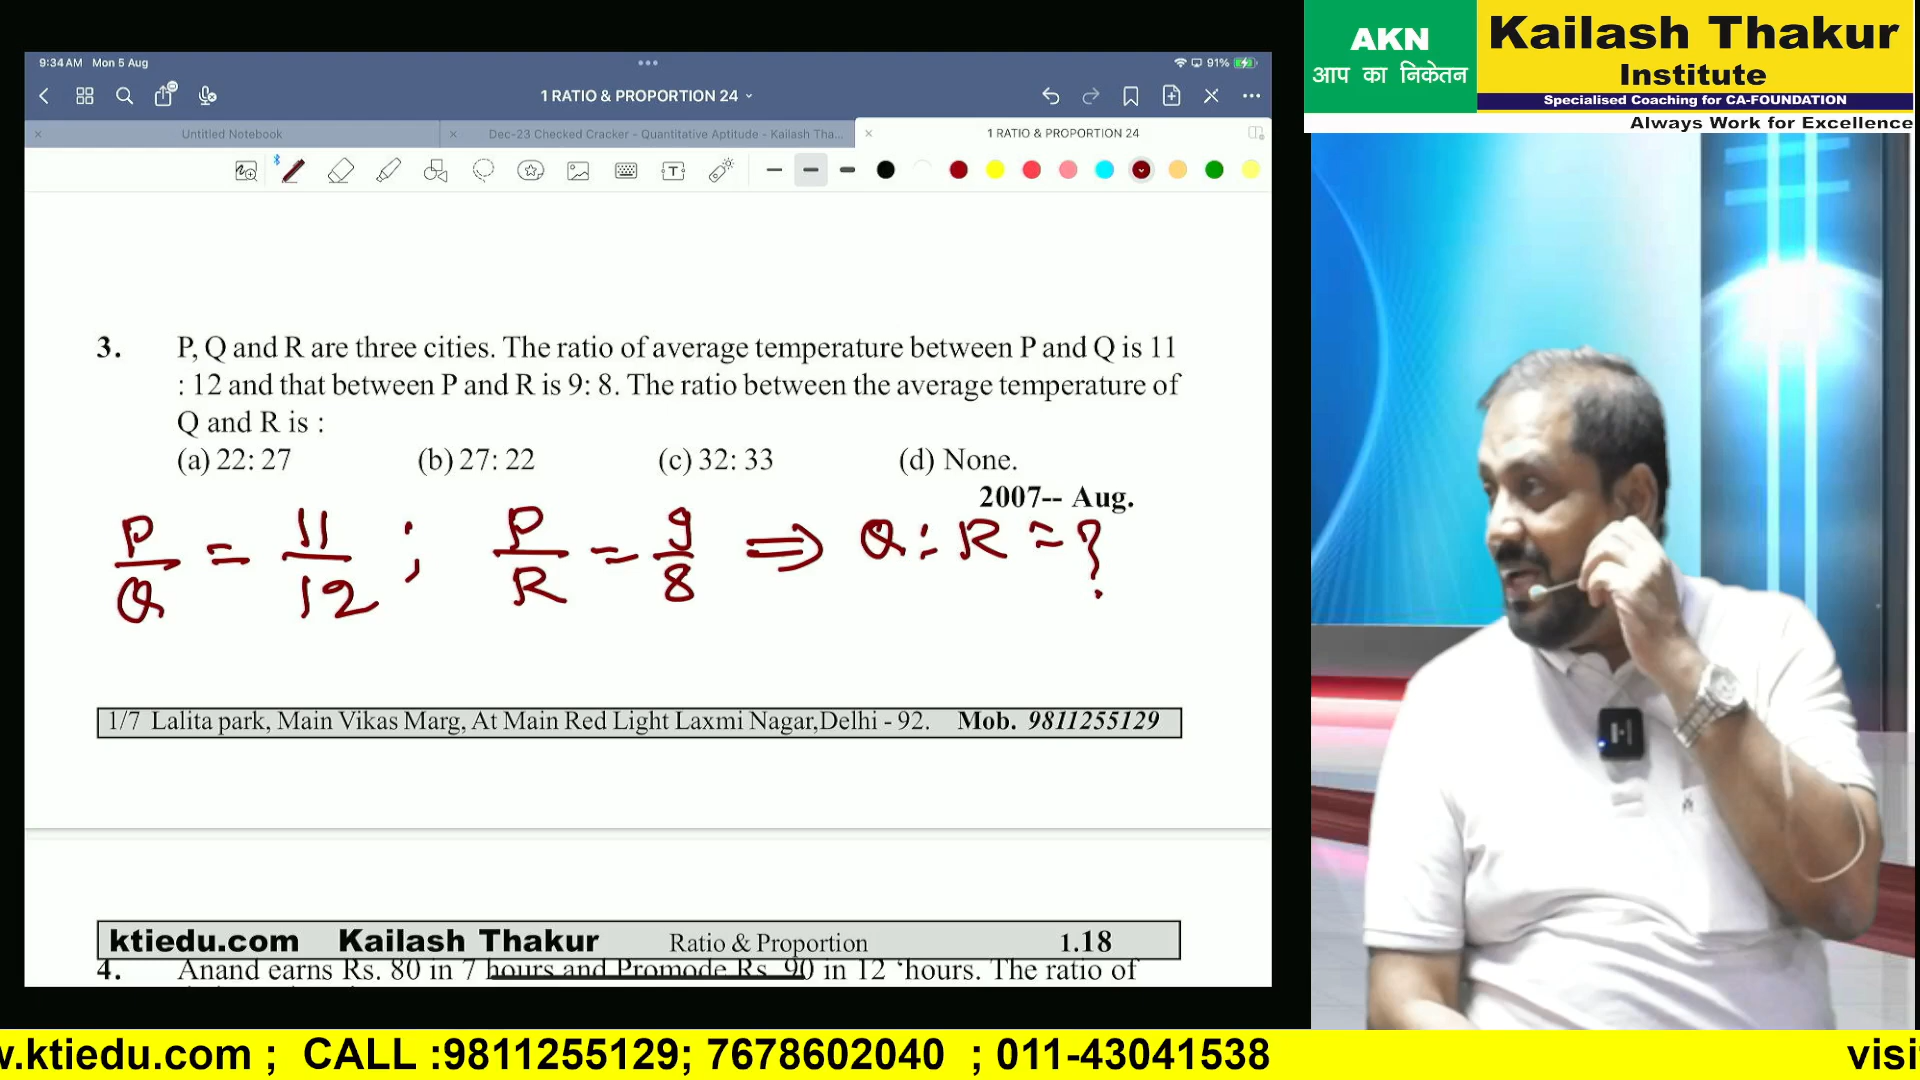 9:34AM Mon 5 Aug
91%
1 RATIO & PROPORTION 24
Untitled Notebook
Dec-23 Checked Cracker - Quantitative Aptitude - Kailash Tha...
1 RATIO & PROPORTION 24
AKN
आप का निकेतन
Kailash Thakur
Institute
Specialised Coaching for CA-FOUNDATION
Always Work for Excellence
3. P, Q and R are three cities. The ratio of average temperature between P and Q is 11
: 12 and that between P and R is 9: 8. The ratio between the average temperature of
Q and R is :
(a) 22: 27 (b) 27: 22 (c) 32: 33 (d) None.
2007-- Aug.
P/Q = 11/12 ; P/R = 9/8 ⇒ Q : R = ?
1/7 Lalita park, Main Vikas Marg, At Main Red Light Laxmi Nagar,Delhi - 92. Mob. 9811255129
ktiedu.com Kailash Thakur Ratio & Proportion 1.18
4. Anand earns Rs. 80 in 7 hours and Promode Rs. 90 in 12 ‘hours. The ratio of
w.ktiedu.com ; CALL :9811255129; 7678602040 ; 011-43041538 visi